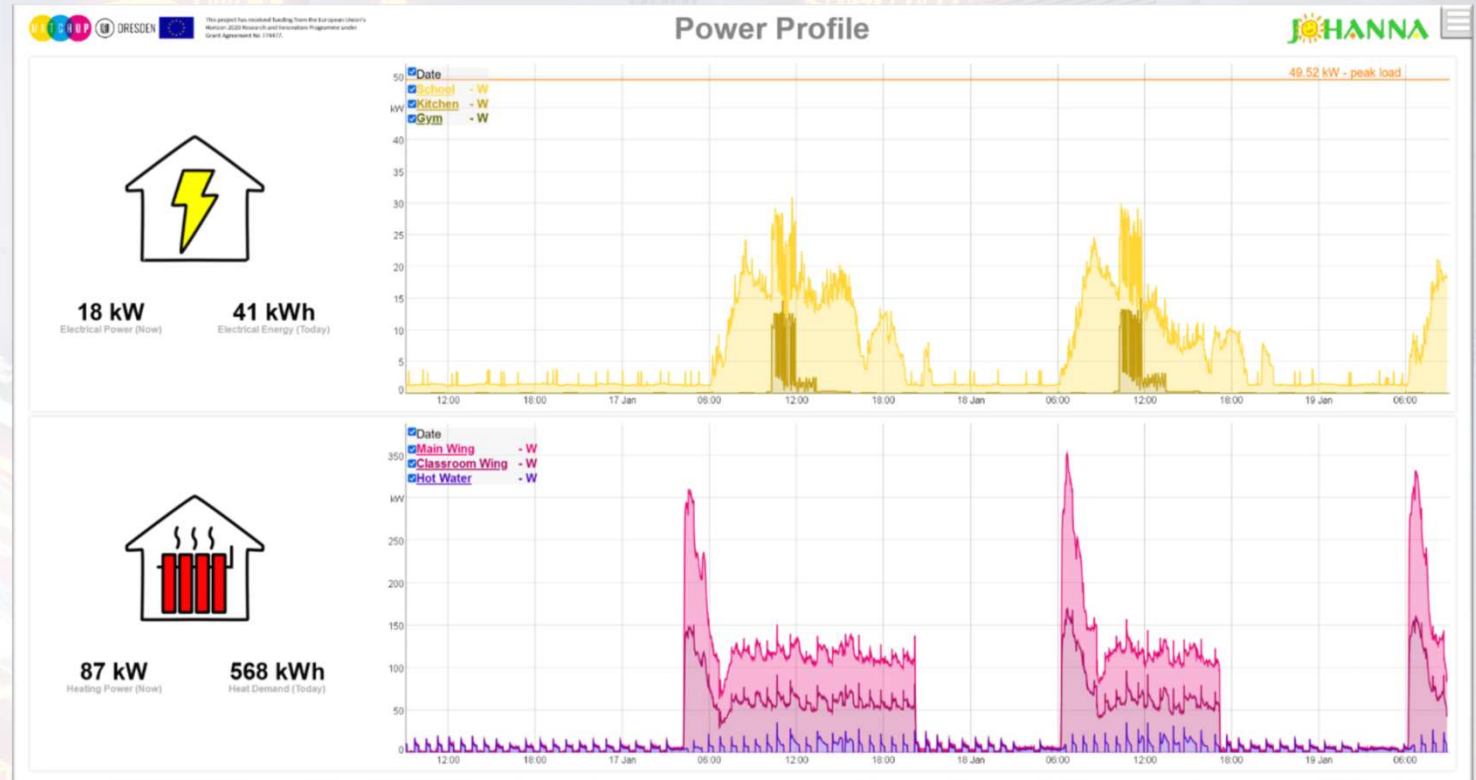 MATCHUP
DRESDEN
This project has received funding from the European Union's
Horizon 2020 Research and Innovation Programme under
Grant Agreement No 774477.
Power Profile
JOHANNA
18 kW
Electrical Power (Now)
41 kWh
Electrical Energy (Today)
Date
School - W
Kitchen - W
Gym - W
49.52 kW - peak load
50
kW
40
35
30
25
20
15
10
5
0
12:00
18:00
17 Jan
06:00
12:00
18:00
18 Jan
06:00
12:00
18:00
19 Jan
06:00
87 kW
Heating Power (Now)
568 kWh
Heat Demand (Today)
Date
Main Wing - W
Classroom Wing - W
Hot Water - W
350
kW
250
200
150
100
50
0
12:00
18:00
17 Jan
06:00
12:00
18:00
18 Jan
06:00
12:00
18:00
19 Jan
06:00